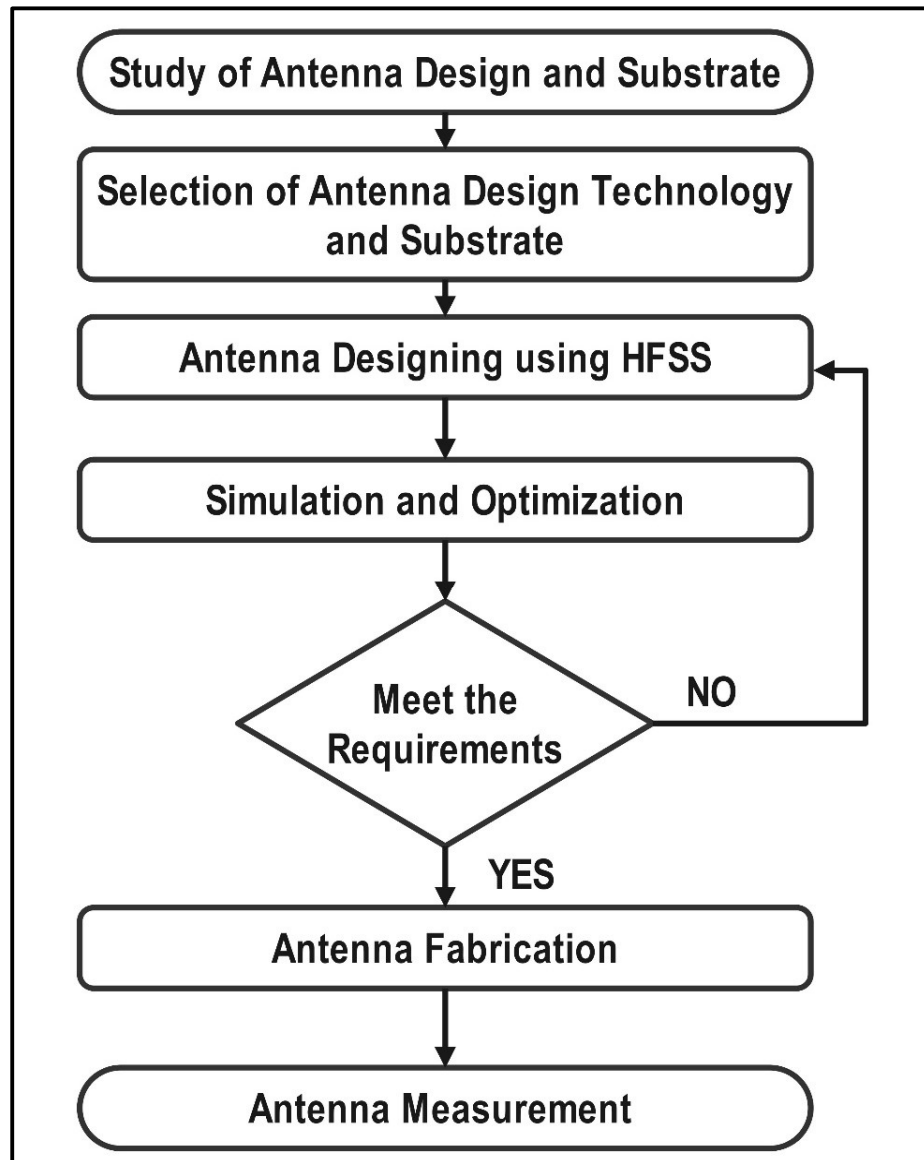 Study of Antenna Design and Substrate
Selection of Antenna Design Technology
and Substrate
Antenna Designing using HFSS
Simulation and Optimization
Meet the
Requirements
NO
YES
Antenna Fabrication
Antenna Measurement